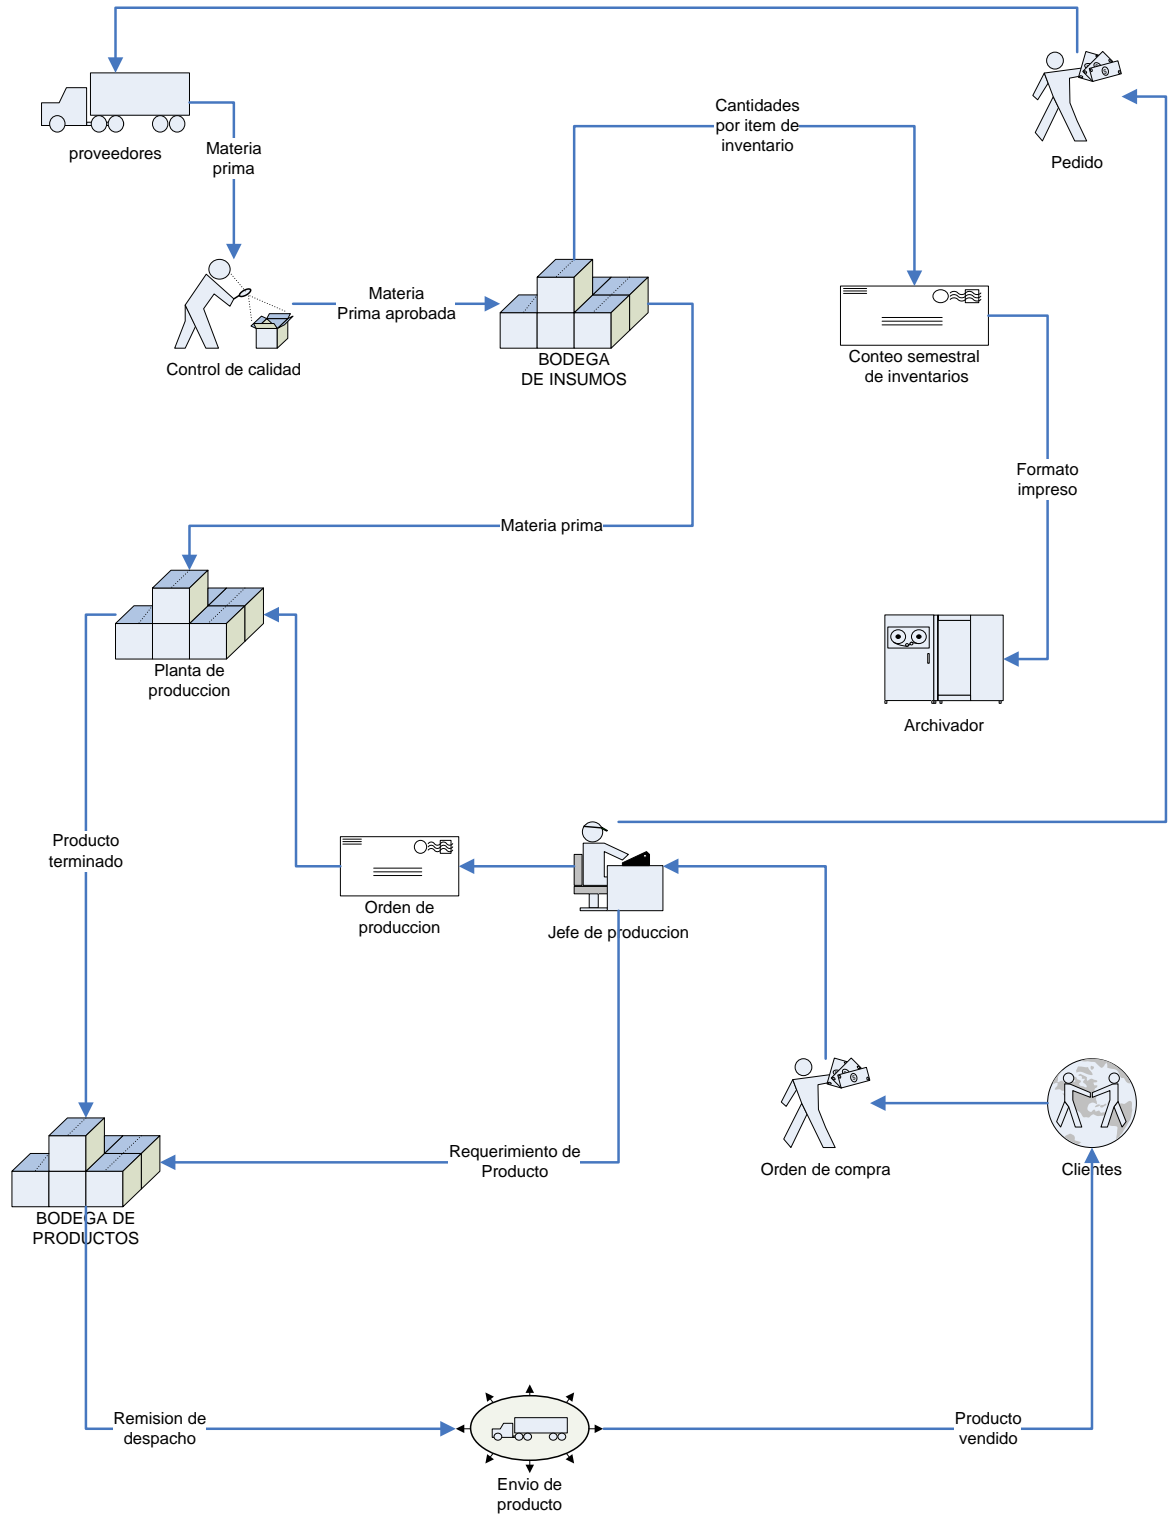 proveedores
Materia
prima
Cantidades
por item de
inventario
Pedido
Control de calidad
Materia
Prima aprobada
BODEGA
DE INSUMOS
Conteo semestral
de inventarios
Formato
impreso
Materia prima
Planta de
produccion
Archivador
Producto
terminado
Orden de
produccion
Jefe de produccion
Requerimiento de
Producto
Orden de compra
Clientes
BODEGA DE
PRODUCTOS
Remision de
despacho
Envio de
producto
Producto
vendido